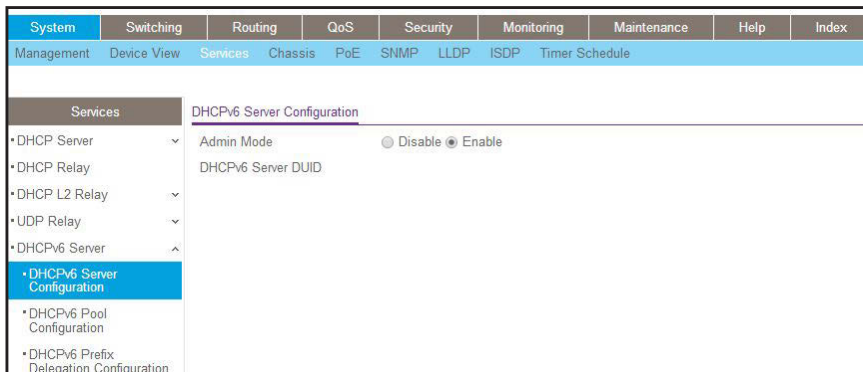 System Switching Routing QoS Security Monitoring Maintenance Help Index
Management Device View Services Chassis PoE SNMP LLDP ISDP Timer Schedule
Services
DHCP Server
DHCP Relay
DHCP L2 Relay
UDP Relay
DHCPv6 Server
DHCPv6 Server
Configuration
DHCPv6 Pool
Configuration
DHCPv6 Prefix
Delegation Configuration
DHCPv6 Server Configuration
Admin Mode Disable Enable
DHCPv6 Server DUID